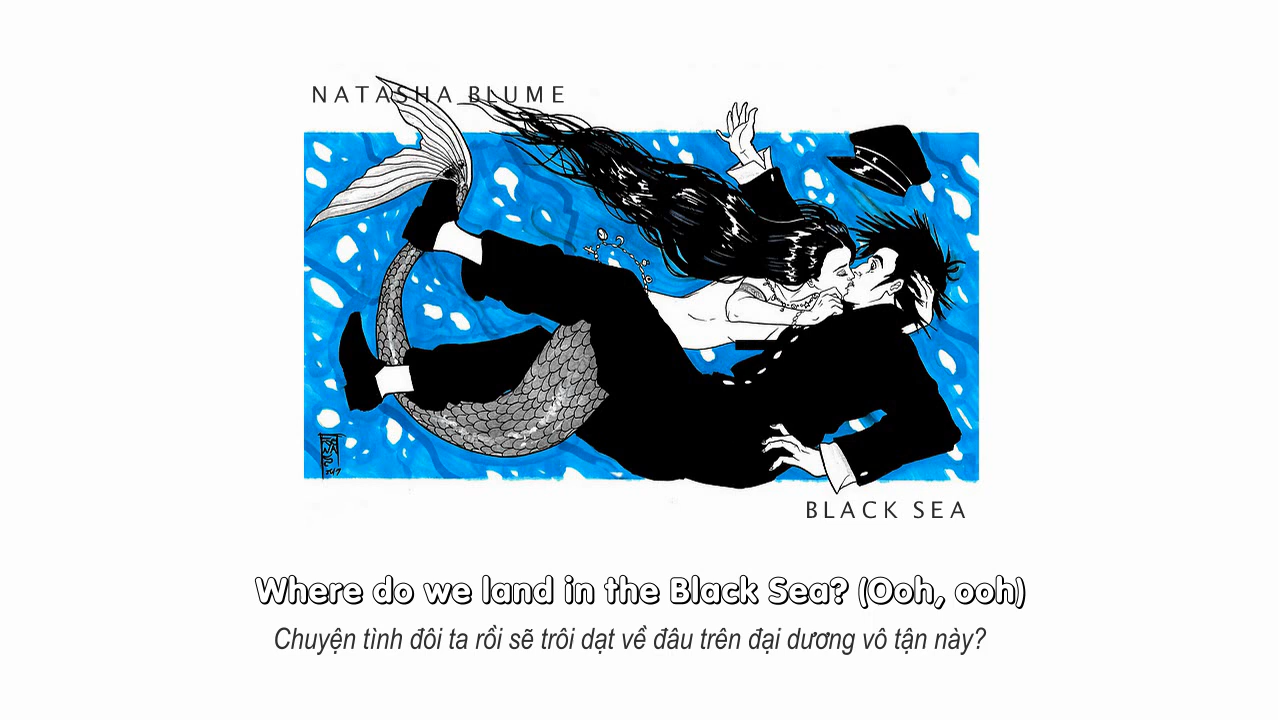 NATASHA BLUME
BLACK SEA
Where do we land in the Black Sea? (Ooh, ooh)
Chuyện tình đôi ta rồi sẽ trôi dạt về đâu trên đại dương vô tận này?